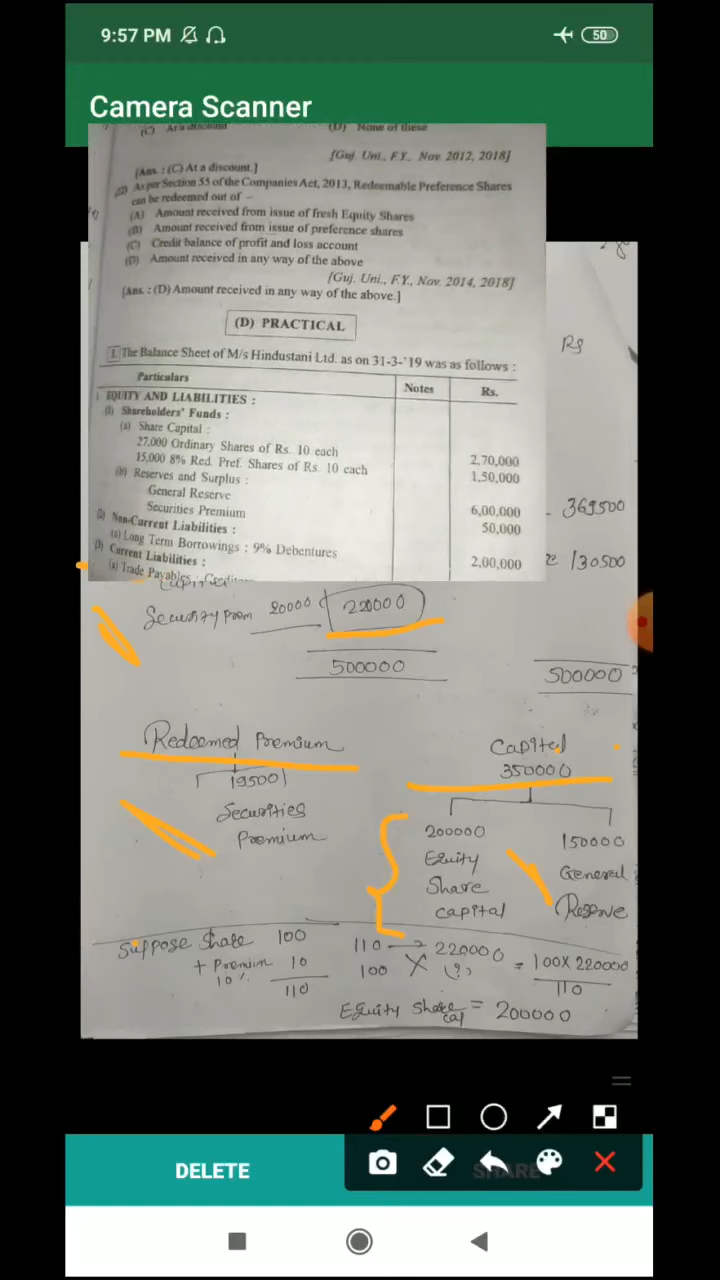 9:57 PM
50
Camera Scanner
(C) At a discount (D) None of these
[Guj. Uni., F.Y., Nov. 2012, 2018]
[Ans. : (C) At a discount.]
(22) As per Section 55 of the Companies Act, 2013, Redeemable Preference Shares
can be redeemed out of –
(A) Amount received from issue of fresh Equity Shares
(B) Amount received from issue of preference shares
(C) Credit balance of profit and loss account
(D) Amount received in any way of the above
[Guj. Uni., F.Y., Nov. 2014, 2018]
[Ans. : (D) Amount received in any way of the above.]
(D) PRACTICAL
1. The Balance Sheet of M/s Hindustani Ltd. as on 31-3-'19 was as follows :
Particulars Notes Rs.
EQUITY AND LIABILITIES :
(1) Shareholders' Funds :
(a) Share Capital :
27,000 Ordinary Shares of Rs. 10 each 2,70,000
15,000 8% Red. Pref. Shares of Rs. 10 each 1,50,000
(b) Reserves and Surplus :
General Reserve 6,00,000
Securities Premium 50,000
(2) Non-Current Liabilities :
(a) Long Term Borrowings : 9% Debentures 2,00,000
(3) Current Liabilities :
(a) Trade Payables : Creditors
Rs
369500
130500
Security Prem 20000 220000
500000 500000
Redeemed Premium
19500
Securities
Premium
Capital
350000
200000
Equity
Share
capital
150000
General
Reserve
Suppose Share 100
+ Premium 10
10%
110
110 → 220000
100 × (?) = 100 X 220000
110
Equity Share cap = 200000
DELETE
SHARE